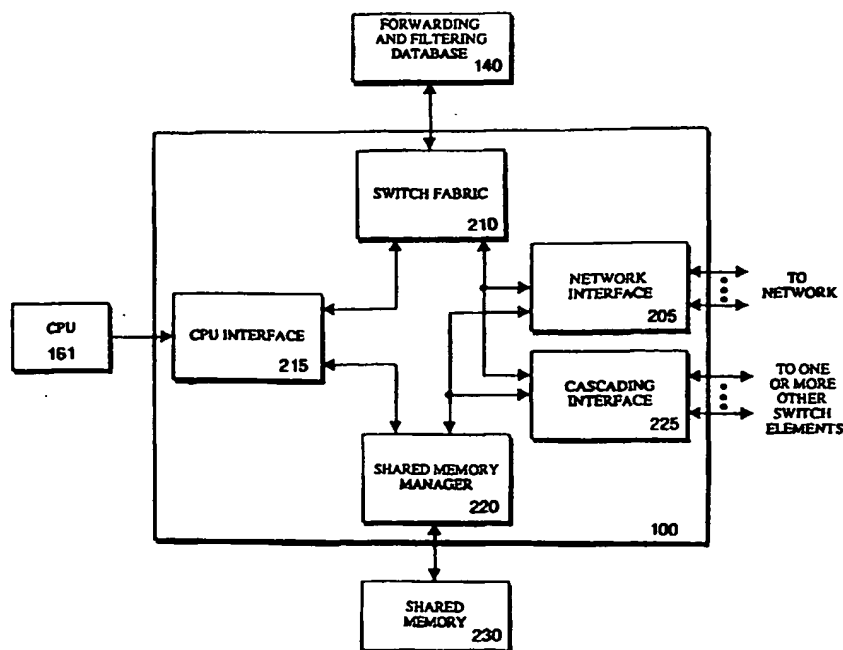 FORWARDING
AND FILTERING
DATABASE
140
SWITCH FABRIC
210
NETWORK
INTERFACE
205
TO
NETWORK
CPU
161
CPU INTERFACE
215
CASCADING
INTERFACE
225
TO ONE
OR MORE
OTHER
SWITCH
ELEMENTS
SHARED MEMORY
MANAGER
220
100
SHARED
MEMORY
230